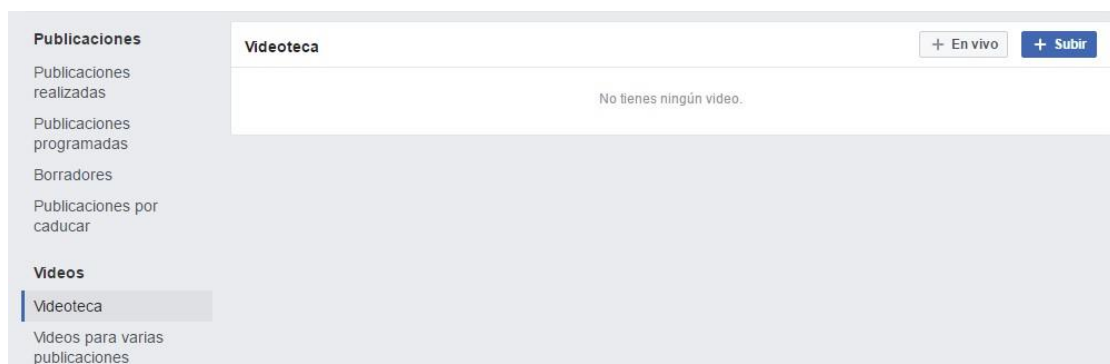 Publicaciones
Publicaciones
realizadas
Publicaciones
programadas
Borradores
Publicaciones por
caducar
Videos
Videoteca
Videos para varias
publicaciones
Videoteca
+ En vivo
+ Subir
No tienes ningún video.